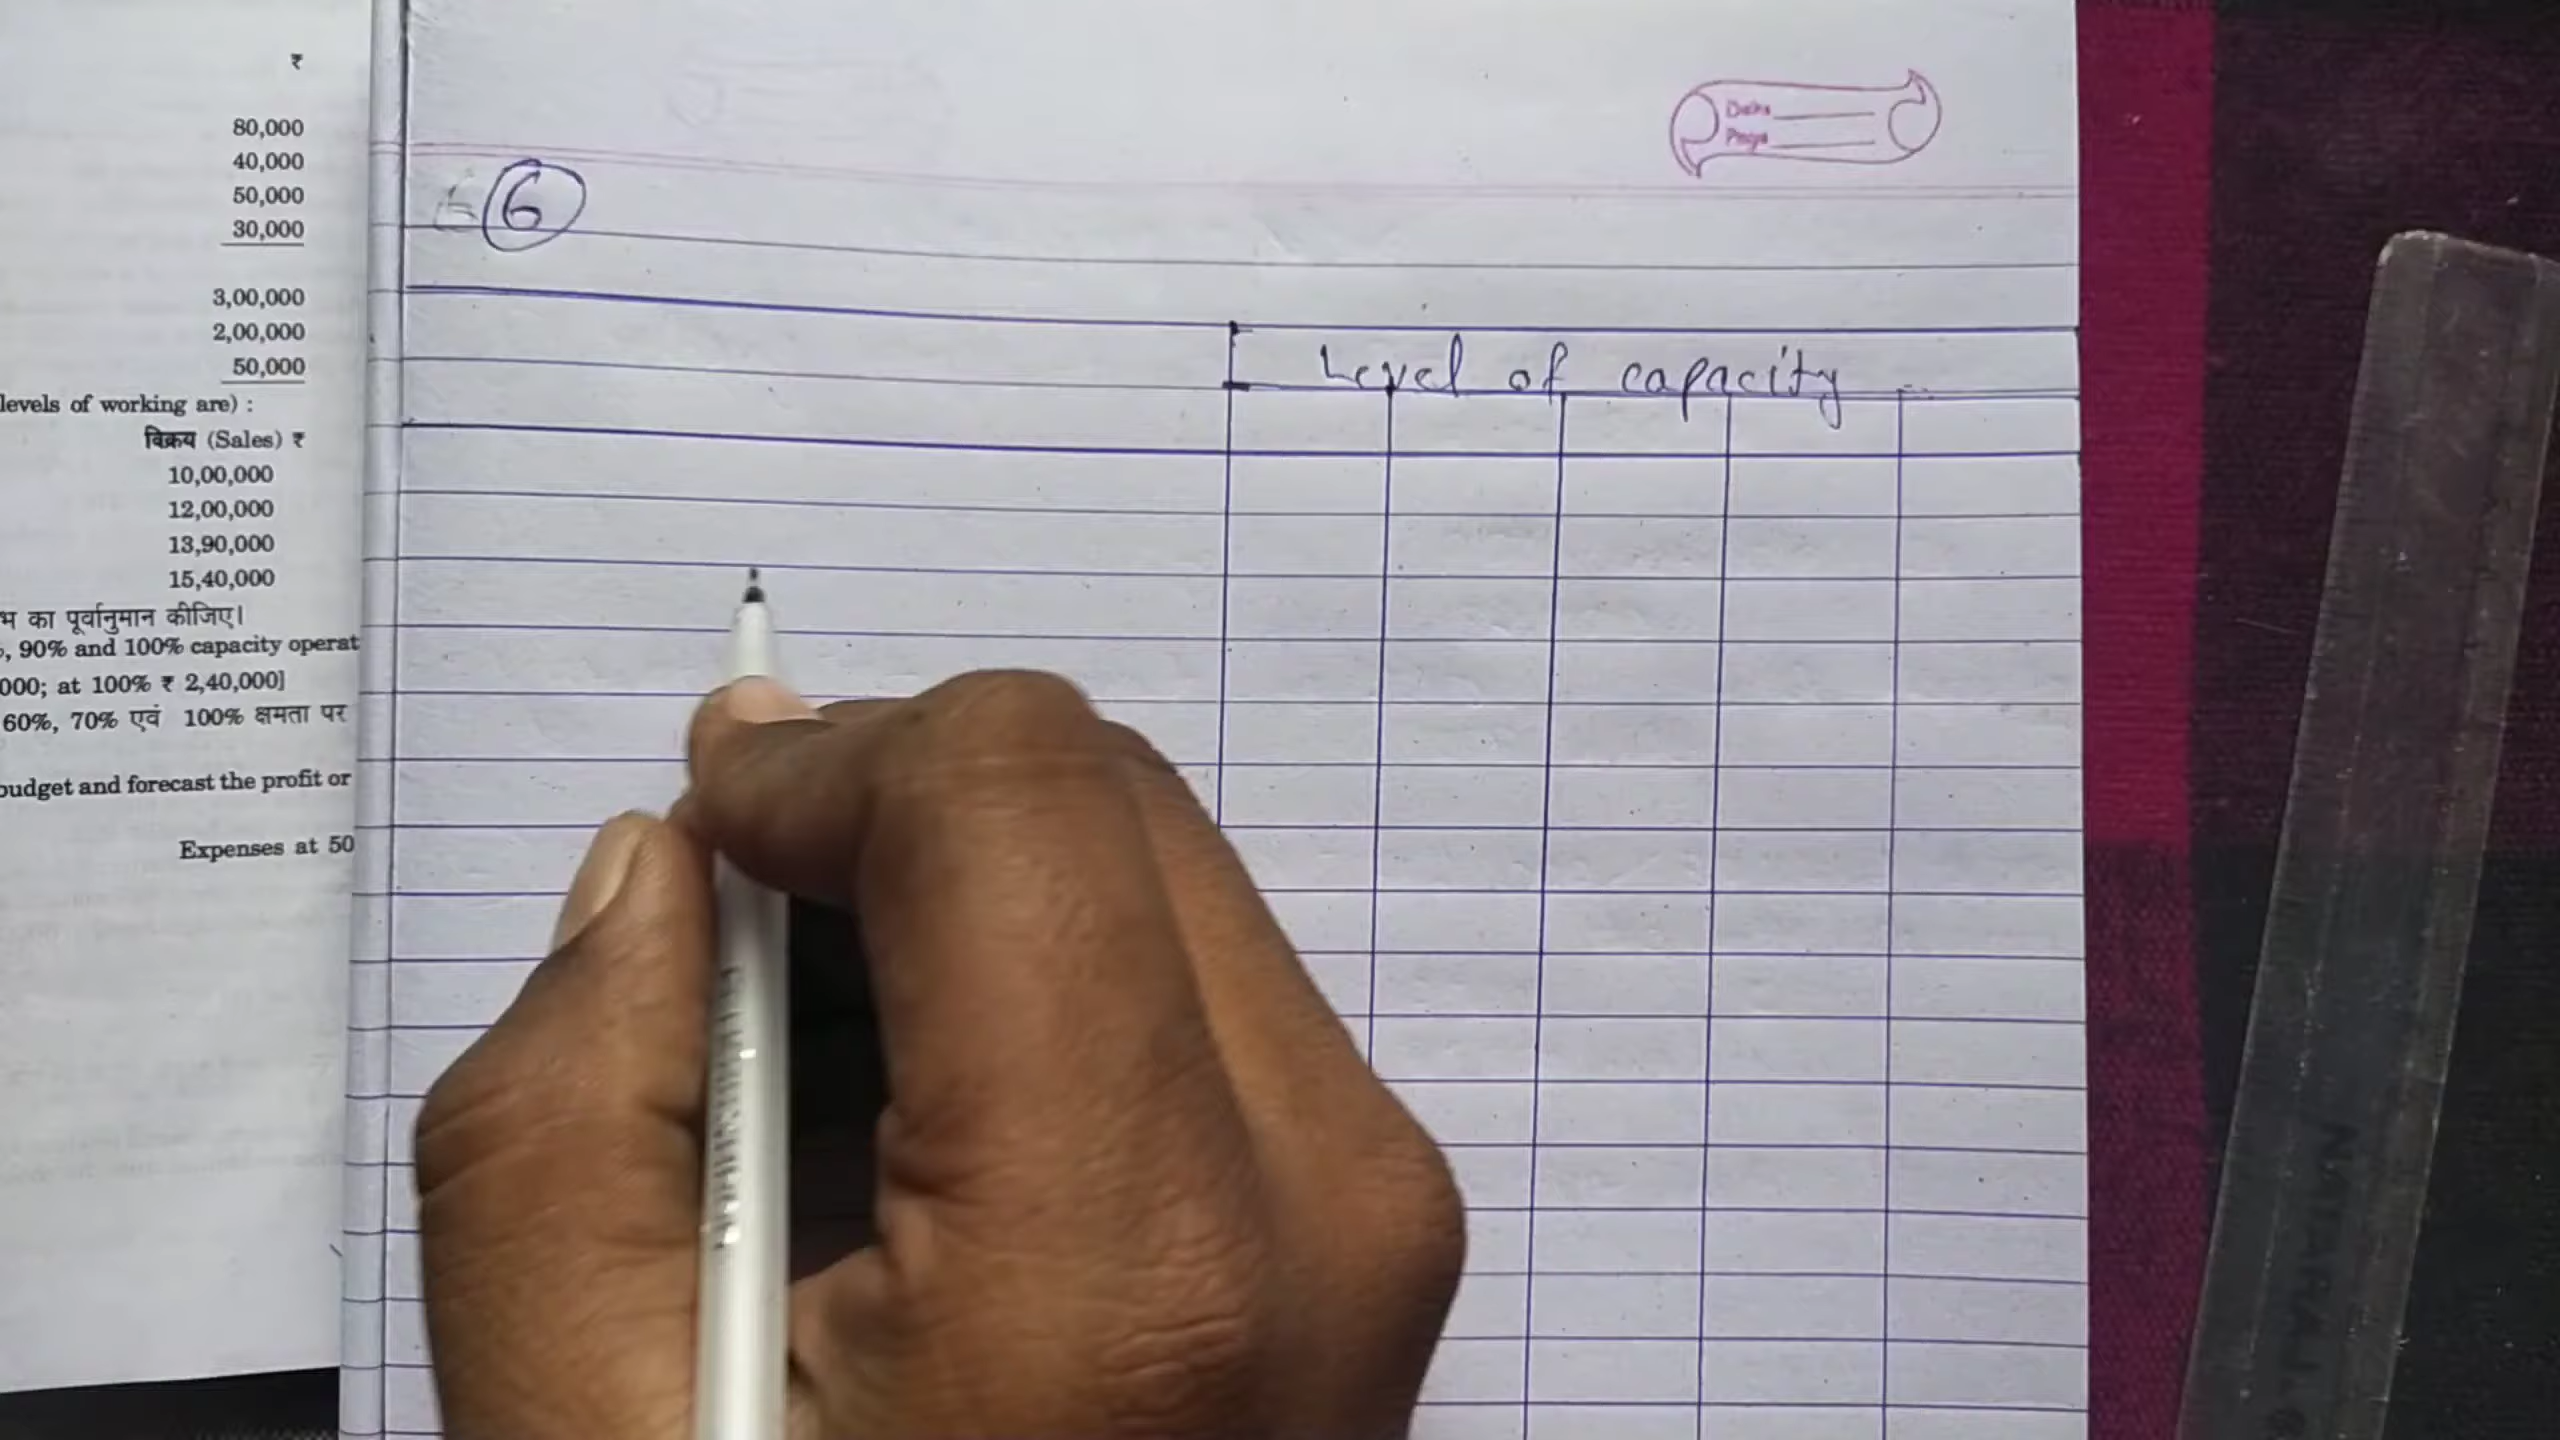 ₹
80,000
40,000
50,000
30,000
3,00,000
2,00,000
50,000
levels of working are) :
विक्रय (Sales) ₹
10,00,000
12,00,000
13,90,000
15,40,000
का पूर्वानुमान कीजिए।
, 90% and 100% capacity operat
000; at 100% ₹ 2,40,000]
60%, 70% एवं 100% क्षमता पर
budget and forecast the profit or
Expenses at 50
6
Date
Page
Level of capacity